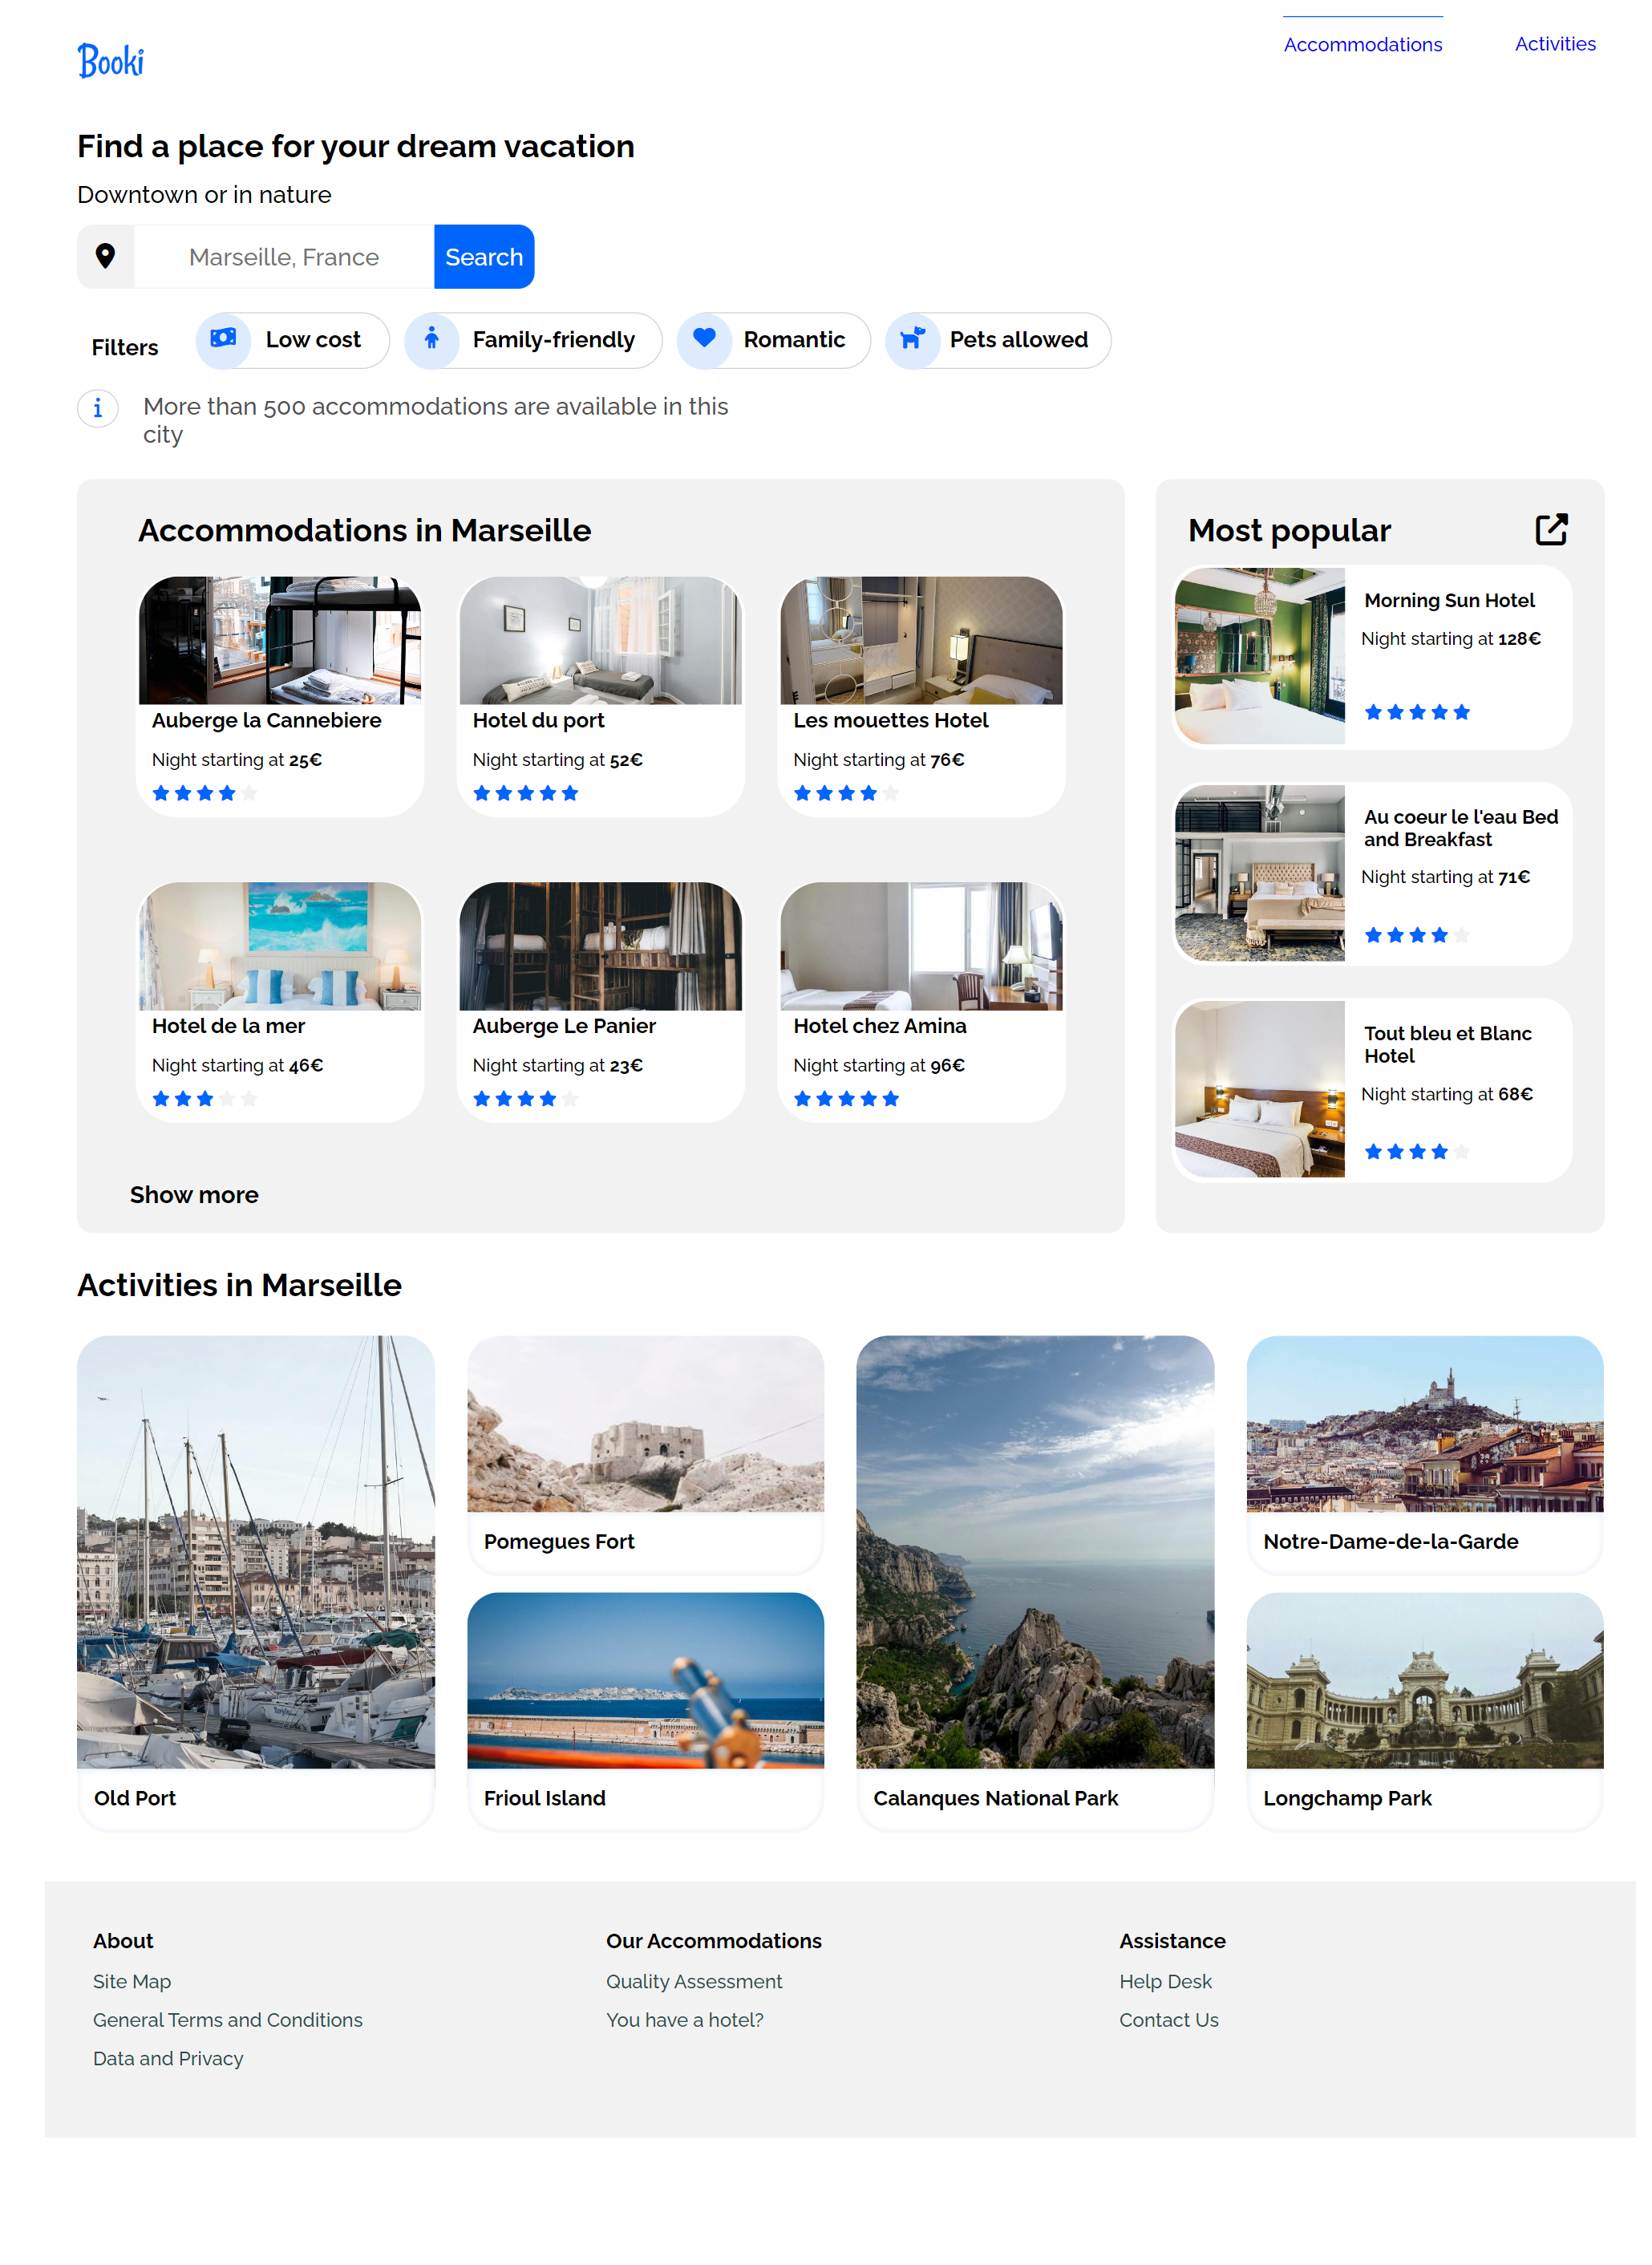 Booki
Accommodations
Activities
Find a place for your dream vacation
Downtown or in nature
Marseille, France
Search
Filters
Low cost
Family-friendly
Romantic
Pets allowed
More than 500 accommodations are available in this
city
Accommodations in Marseille
Auberge la Cannebiere
Night starting at 25€
Hotel du port
Night starting at 52€
Les mouettes Hotel
Night starting at 76€
Hotel de la mer
Night starting at 46€
Auberge Le Panier
Night starting at 23€
Hotel chez Amina
Night starting at 96€
Show more
Most popular
Morning Sun Hotel
Night starting at 128€
Au coeur le l'eau Bed
and Breakfast
Night starting at 71€
Tout bleu et Blanc
Hotel
Night starting at 68€
Activities in Marseille
Old Port
Pomegues Fort
Frioul Island
Calanques National Park
Notre-Dame-de-la-Garde
Longchamp Park
About
Site Map
General Terms and Conditions
Data and Privacy
Our Accommodations
Quality Assessment
You have a hotel?
Assistance
Help Desk
Contact Us